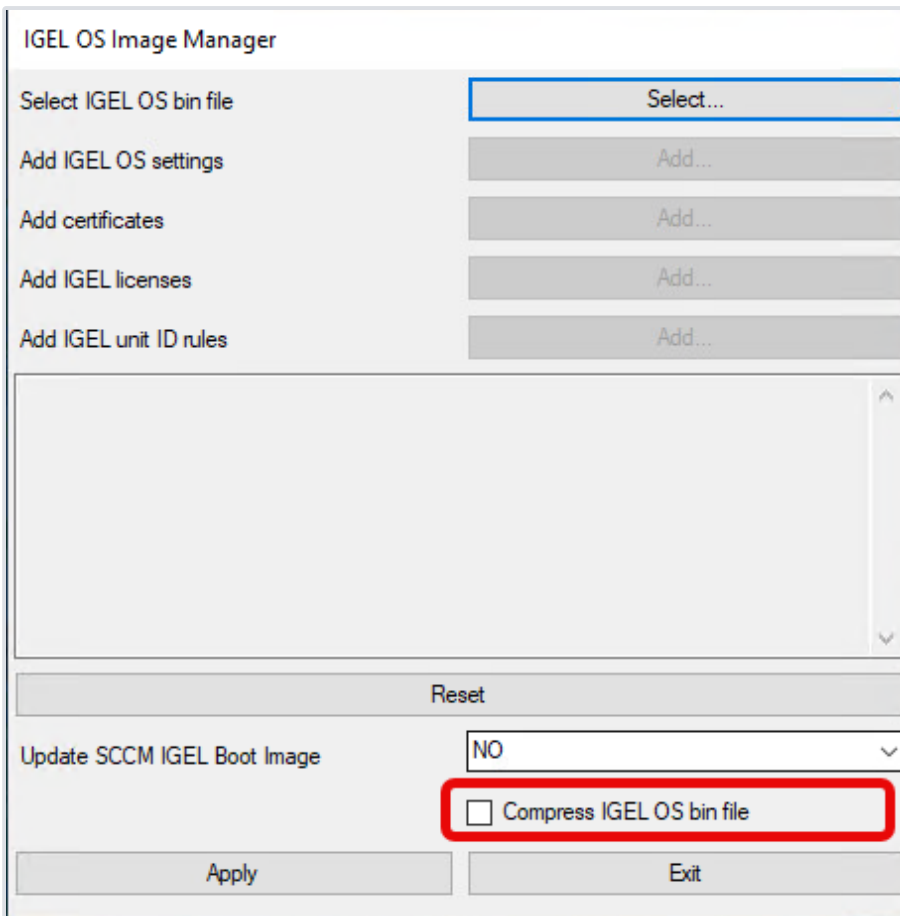 IGEL OS Image Manager
Select IGEL OS bin file Select...
Add IGEL OS settings Add...
Add certificates Add...
Add IGEL licenses Add...
Add IGEL unit ID rules Add...
Reset
Update SCCM IGEL Boot Image NO
Compress IGEL OS bin file
Apply Exit